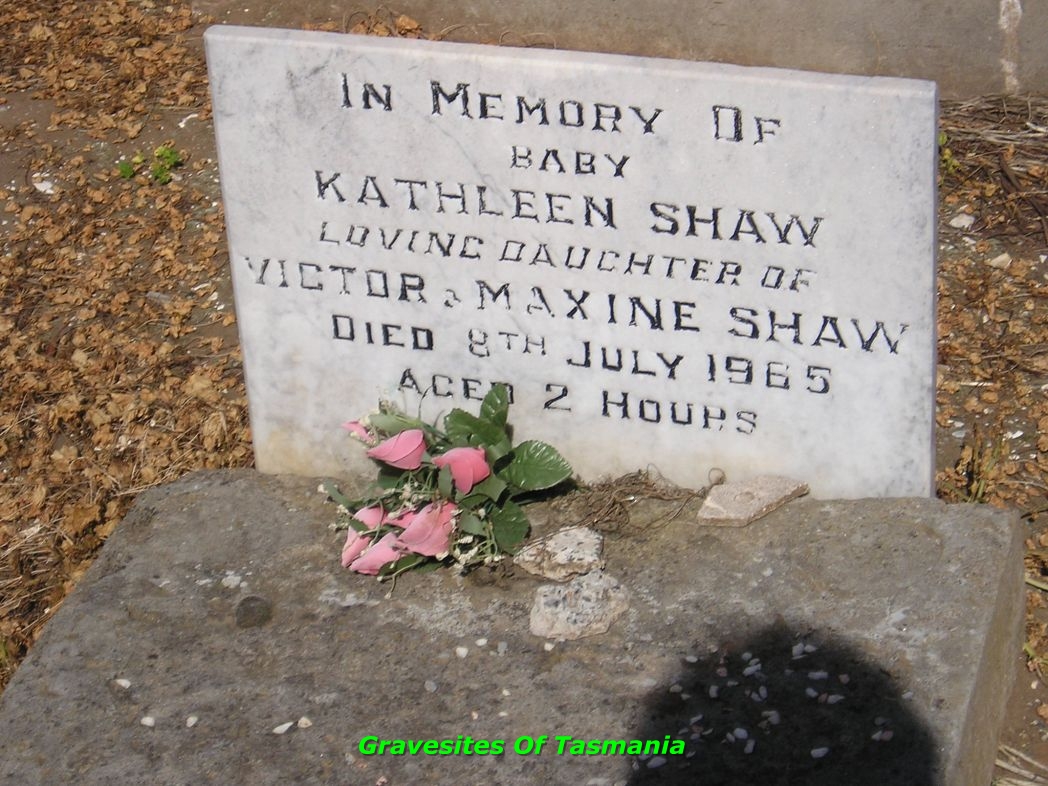 IN MEMORY OF
BABY
KATHLEEN SHAW
LOVING DAUGHTER OF
VICTOR & MAXINE SHAW
DIED 8TH JULY 1965
AGED 2 HOURS
Gravesites Of Tasmania